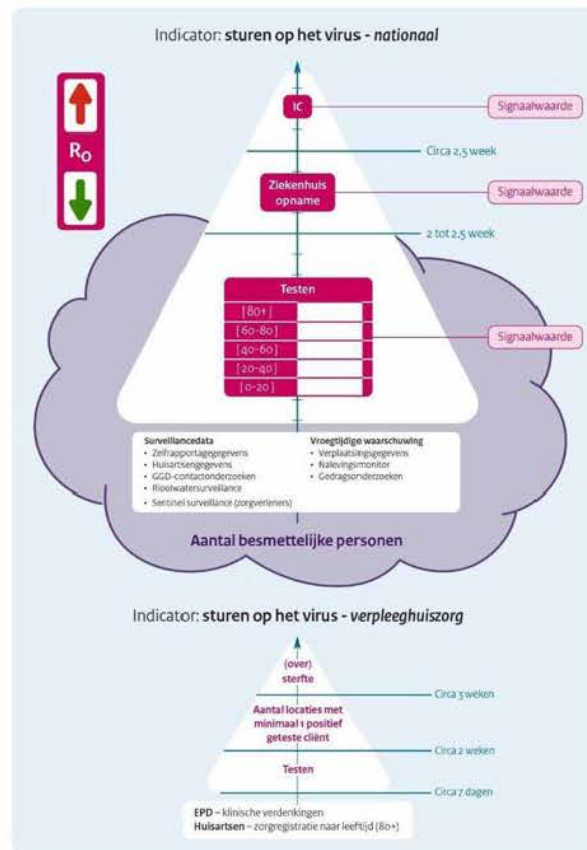 Indicator: sturen op het virus - nationaal
R0
IC
Signaalwaarde
Circa 2,5 week
Ziekenhuis
opname
Signaalwaarde
2 tot 2,5 week
Testen
[80+]
[60-80]
[40-60]
[20-40]
[0-20]
Signaalwaarde
Surveillancedata
• Zelfrapportagegegevens
• Huisartsengegevens
• GGD-contactonderzoeken
• Rioolwatersurveillance
• Sentinel surveillance (zorgverleners)
Vroegtijdige waarschuwing
• Verplaatsingsgegevens
• Nalevingsmonitor
• Gedragsonderzoeken
Aantal besmettelijke personen
Indicator: sturen op het virus - verpleeghuiszorg
(over)
sterfte
Circa 3 weken
Aantal locaties met
minimaal 1 positief
geteste cliënt
Circa 2 weken
Testen
Circa 7 dagen
EPD – klinische verdenkingen
Huisartsen – zorgregistratie naar leeftijd (80+)